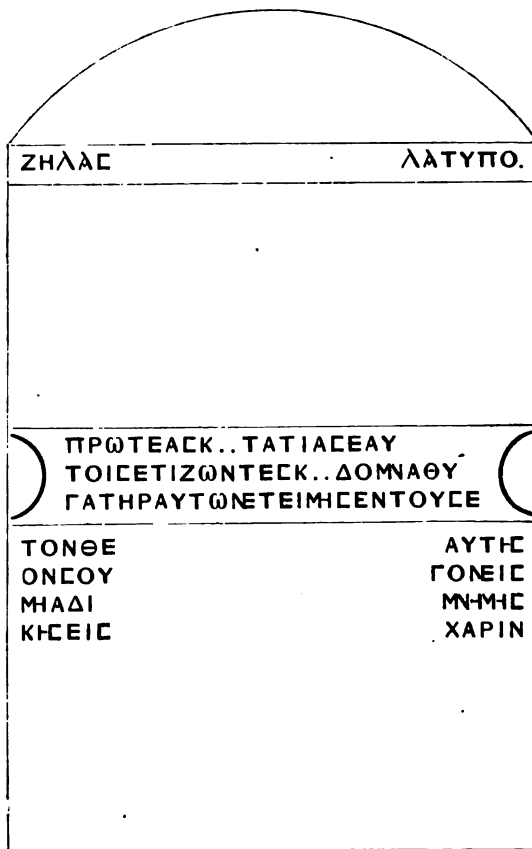 ΖΗΛΑϹ ΛΑΤΥΠΟ.
ΠΡΩΤΕΑϹΚ..ΤΑΤΙΑϹΕΑΥ
ΤΟΙϹΕΤΙΖΩΝΤΕϹΚ..ΔΟΜΝΑΘΥ
ΓΑΤΗΡΑΥΤΩΝΕΤΕΙΜΗϹΕΝΤΟΥϹΕ
ΤΟΝΘΕ ΑΥΤΗϹ
ΟΝϹΟΥ ΓΟΝΕΙϹ
ΜΗΑΔΙ ΜΝΗΜΗϹ
ΚΗϹΕΙϹ ΧΑΡΙΝ